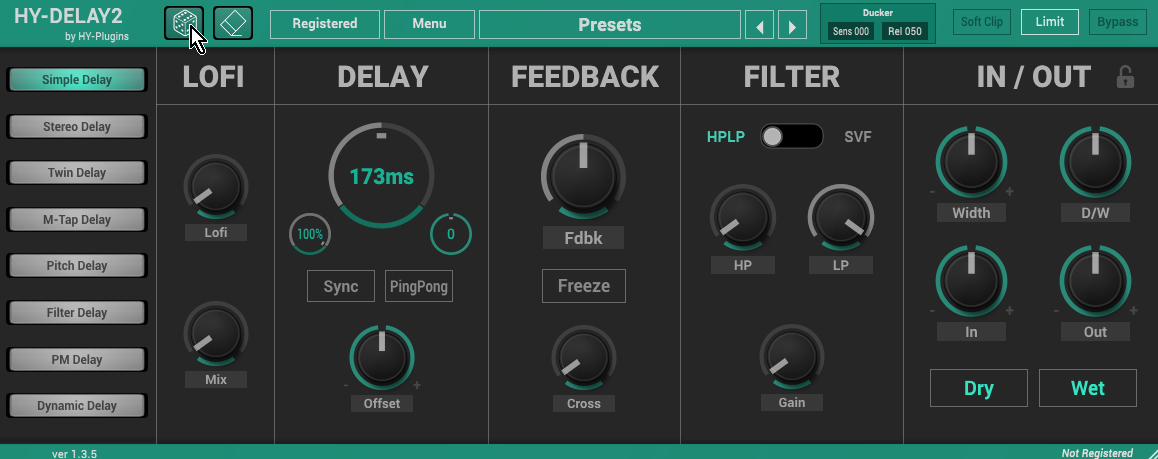 HY-DELAY2
by HY-Plugins
Registered
Menu
Presets
Ducker
Sens 000
Rel 050
Soft Clip
Limit
Bypass
Simple Delay
Stereo Delay
Twin Delay
M-Tap Delay
Pitch Delay
Filter Delay
PM Delay
Dynamic Delay
LOFI
Lofi
Mix
DELAY
173ms
100%
0
Sync
PingPong
-
+
Offset
FEEDBACK
Fdbk
Freeze
Cross
FILTER
HPLP
SVF
HP
LP
Gain
IN / OUT
-
+
Width
D/W
-
+
In
-
+
Out
Dry
Wet
ver 1.3.5
Not Registered